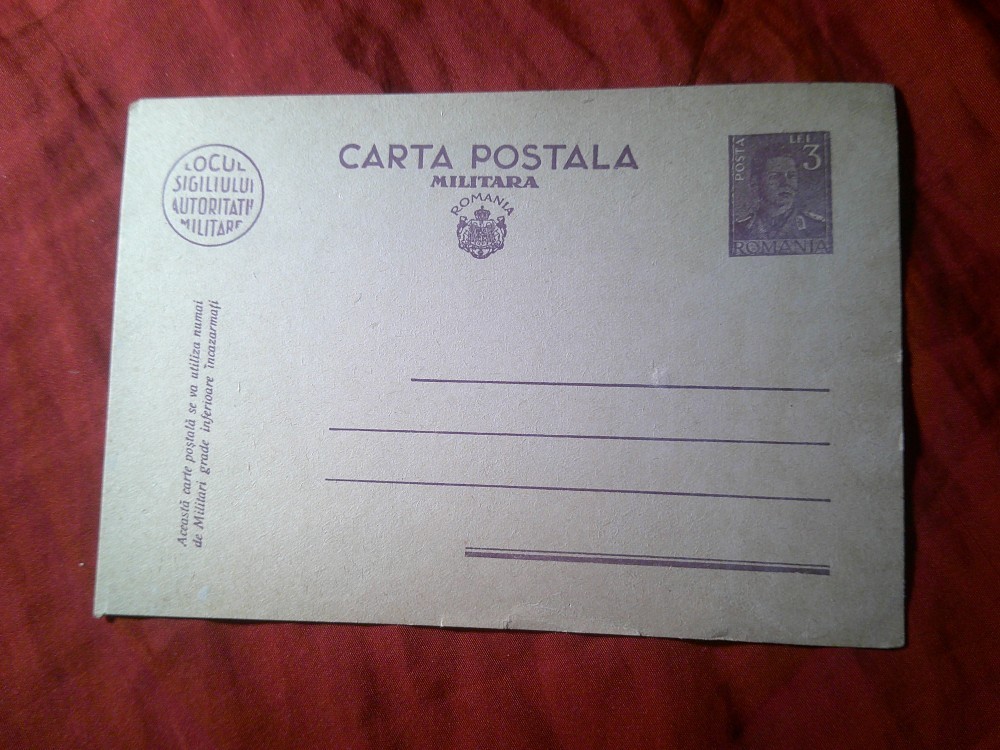 LOCUL
SIGILIULUI
AUTORITATII
MILITARE
CARTA POSTALA
MILITARA
ROMANIA
POSTA
LEI
3
ROMANIA
Această carte poștală se va utiliza numai
de Militari grade inferioare încazarmați